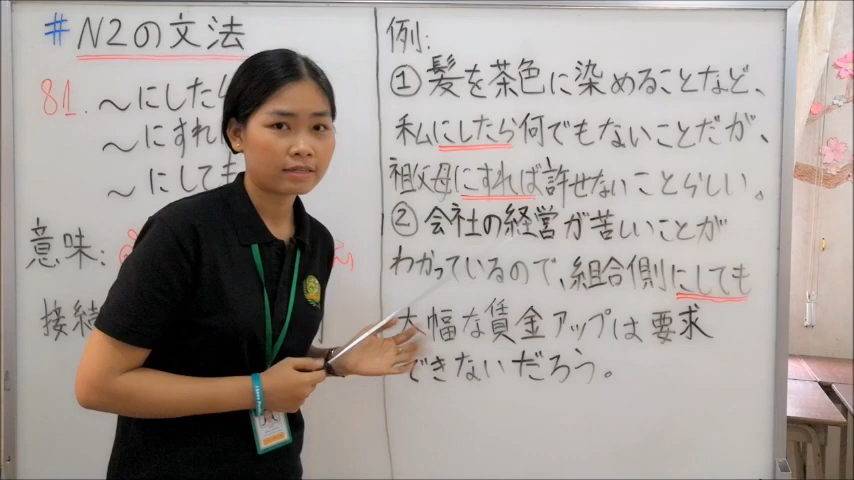 # N2の文法
81. ～にした
～にすれ
～にしても
意味:
接続
例:
① 髪を茶色に染めることなど、
私にしたら何でもないことだが、
祖父母にすれば許せないことらしい。
② 会社の経営が苦しいことが
わかっているので、組合側にしても
大幅な賃金アップは要求
できないだろう。